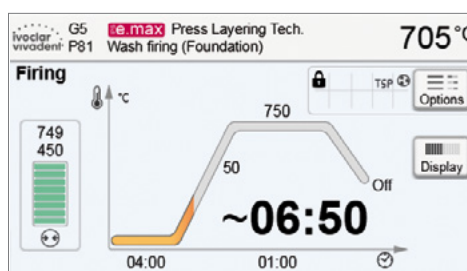 ivoclar vivadent G5 P81 e.max Press Layering Tech. Wash firing (Foundation) 705°C
Firing
°C
TSP
Options
749
450
750
50
Display
Off
~06:50
04:00
01:00